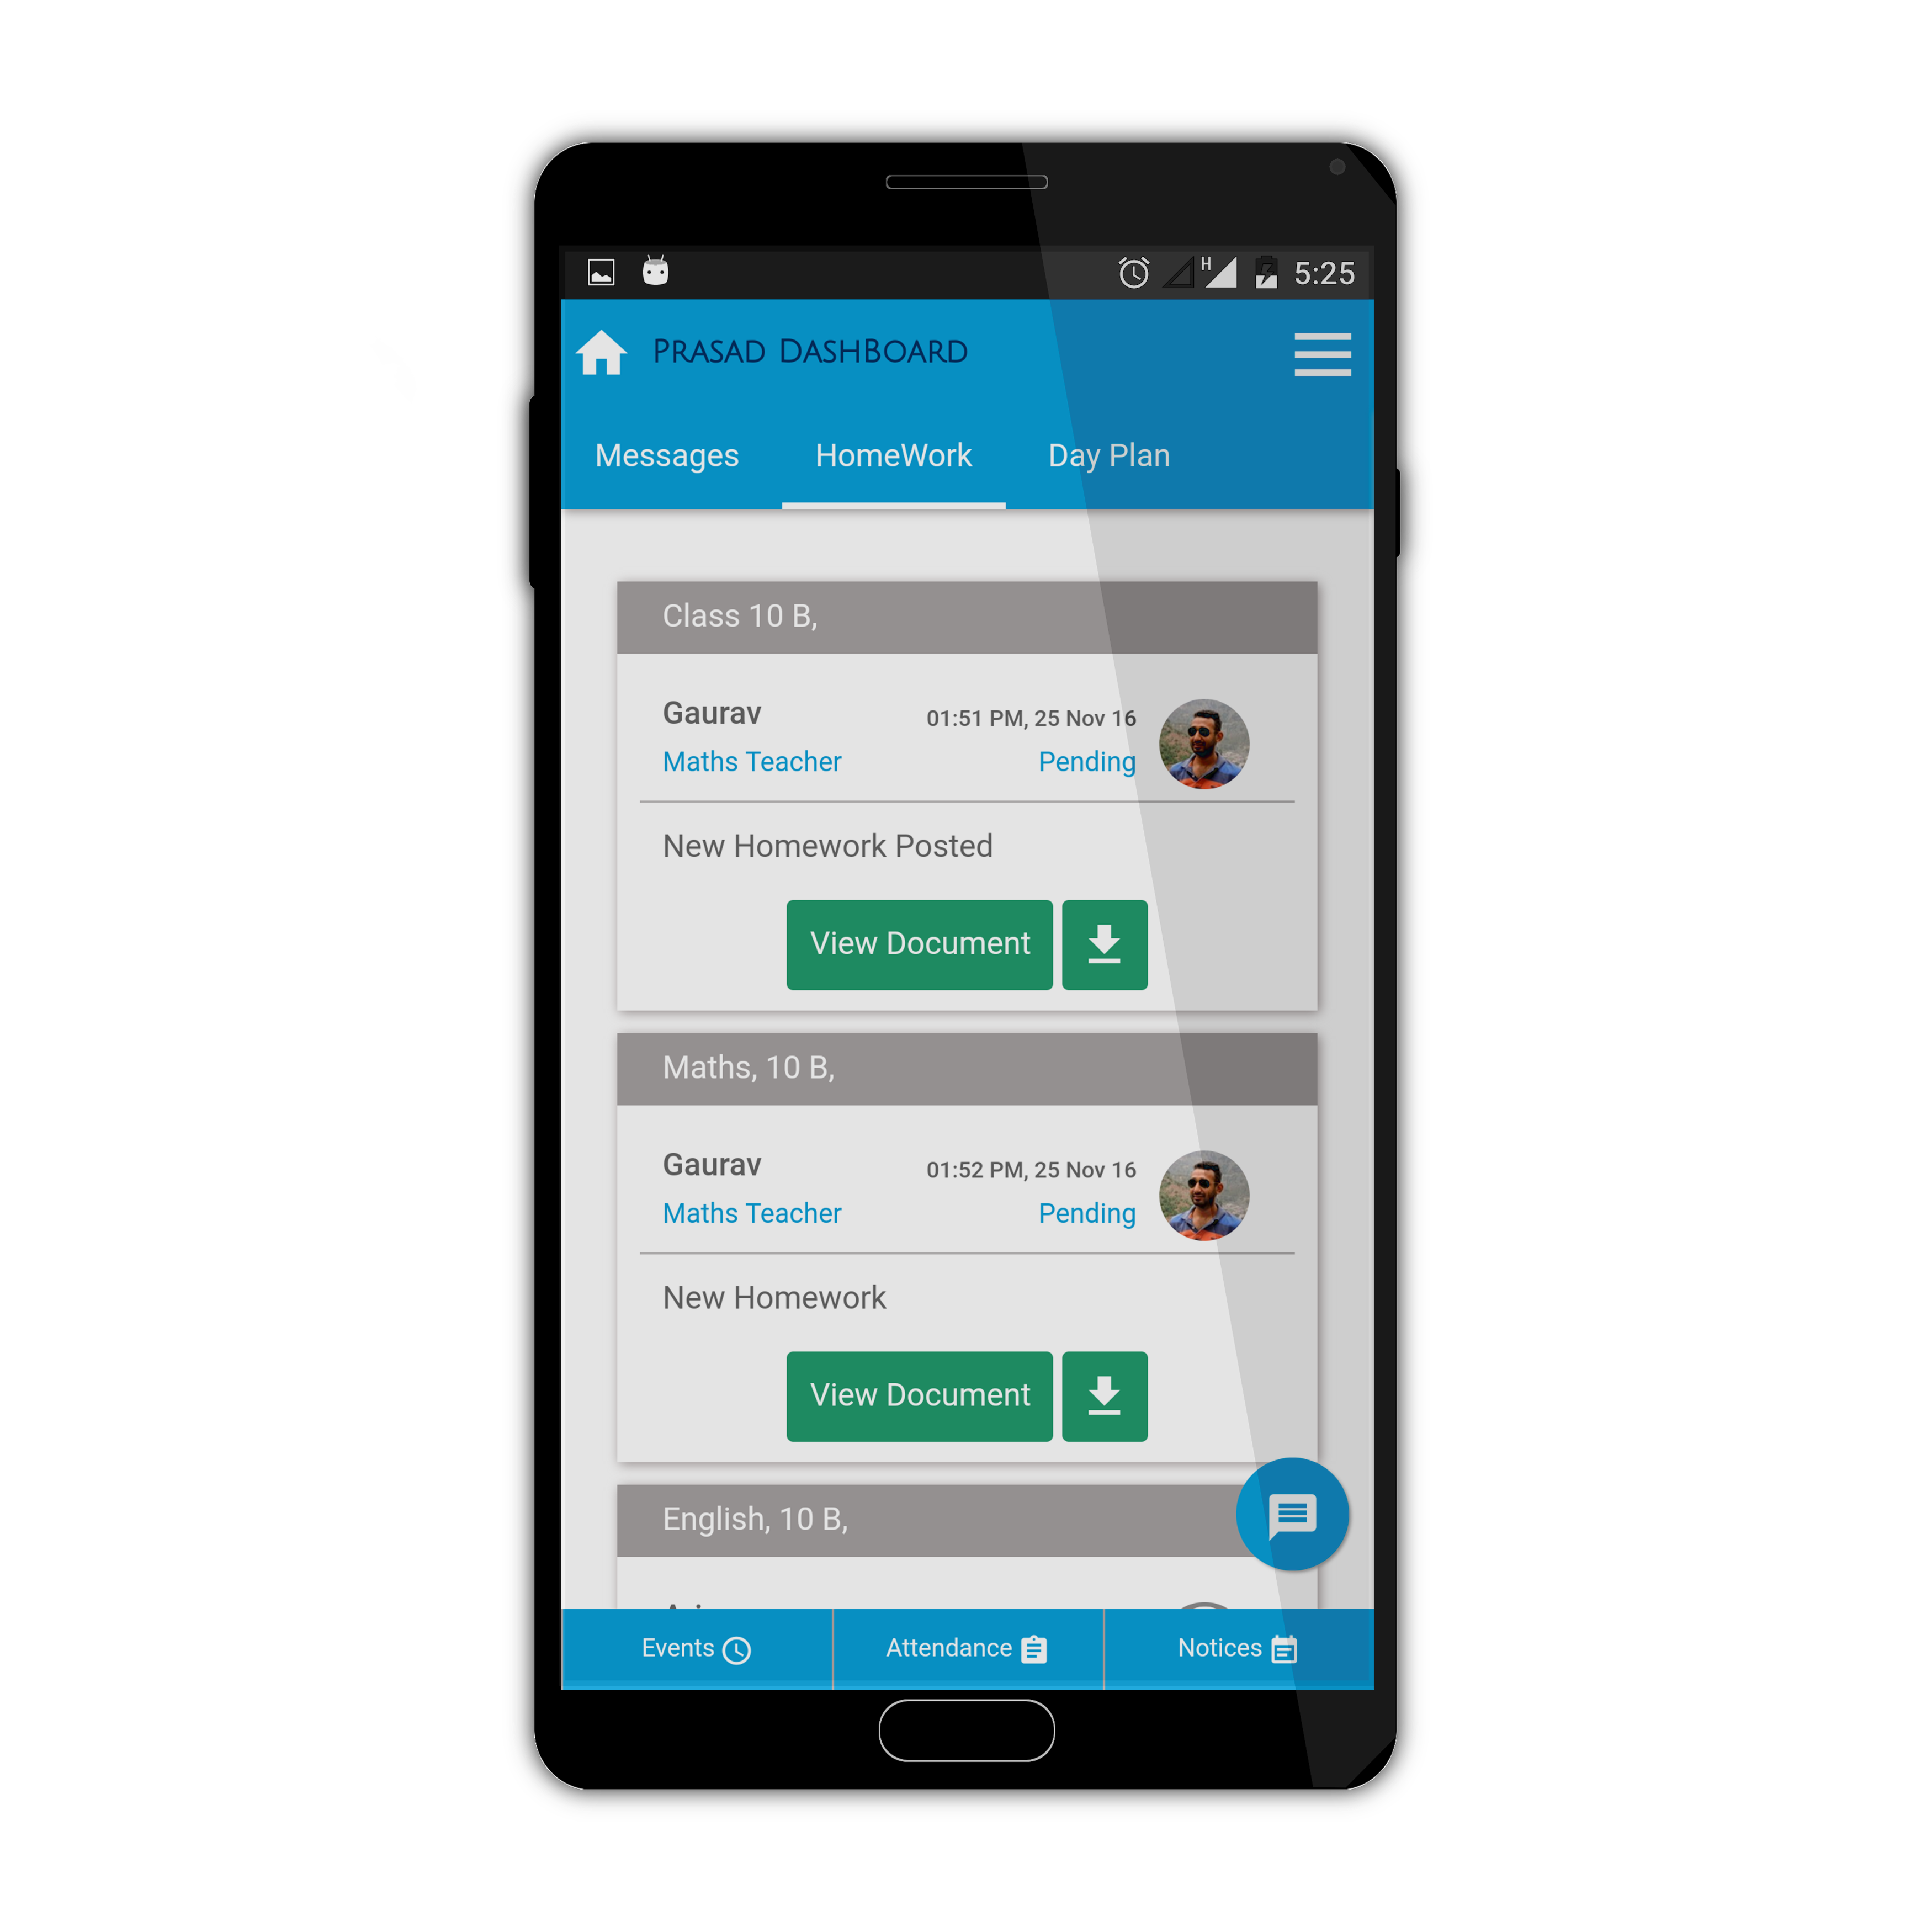 H 5:25
PRASAD DASHBOARD
Messages HomeWork Day Plan
Class 10 B,
Gaurav 01:51 PM, 25 Nov 16
Maths Teacher Pending
New Homework Posted
View Document
Maths, 10 B,
Gaurav 01:52 PM, 25 Nov 16
Maths Teacher Pending
New Homework
View Document
English, 10 B,
Events Attendance Notices